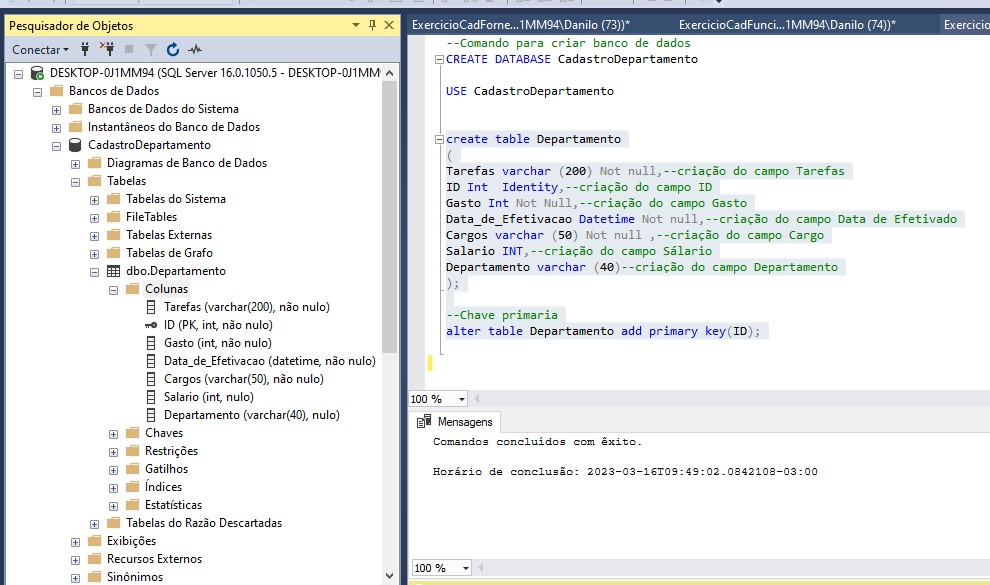 Pesquisador de Objetos
Conectar
DESKTOP-0J1MM94 (SQL Server 16.0.1050.5 - DESKTOP-0J1MM
Bancos de Dados
Bancos de Dados do Sistema
Instantâneos do Banco de Dados
CadastroDepartamento
Diagramas de Banco de Dados
Tabelas
Tabelas do Sistema
FileTables
Tabelas Externas
Tabelas de Grafo
dbo.Departamento
Colunas
Tarefas (varchar(200), não nulo)
ID (PK, int, não nulo)
Gasto (int, não nulo)
Data_de_Efetivacao (datetime, não nulo)
Cargos (varchar(50), não nulo)
Salario (int, nulo)
Departamento (varchar(40), nulo)
Chaves
Restrições
Gatilhos
Índices
Estatísticas
Tabelas do Razão Descartadas
Exibições
Recursos Externos
Sinônimos
ExercicioCadForne...1MM94\Danilo (73))*
ExercicioCadFunci...1MM94\Danilo (74))*
Exercicio
--Comando para criar banco de dados
CREATE DATABASE CadastroDepartamento
USE CadastroDepartamento
create table Departamento
(
Tarefas varchar (200) Not null,--criação do campo Tarefas
ID Int  Identity,--criação do campo ID
Gasto Int Not Null,--criação do campo Gasto
Data_de_Efetivacao Datetime Not null,--criação do campo Data de Efetivado
Cargos varchar (50) Not null ,--criação do campo Cargo
Salario INT,--criação do campo Sálario
Departamento varchar (40)--criação do campo Departamento
);
--Chave primaria
alter table Departamento add primary key(ID);
100 %
Mensagens
Comandos concluídos com êxito.
Horário de conclusão: 2023-03-16T09:49:02.0842108-03:00
100 %